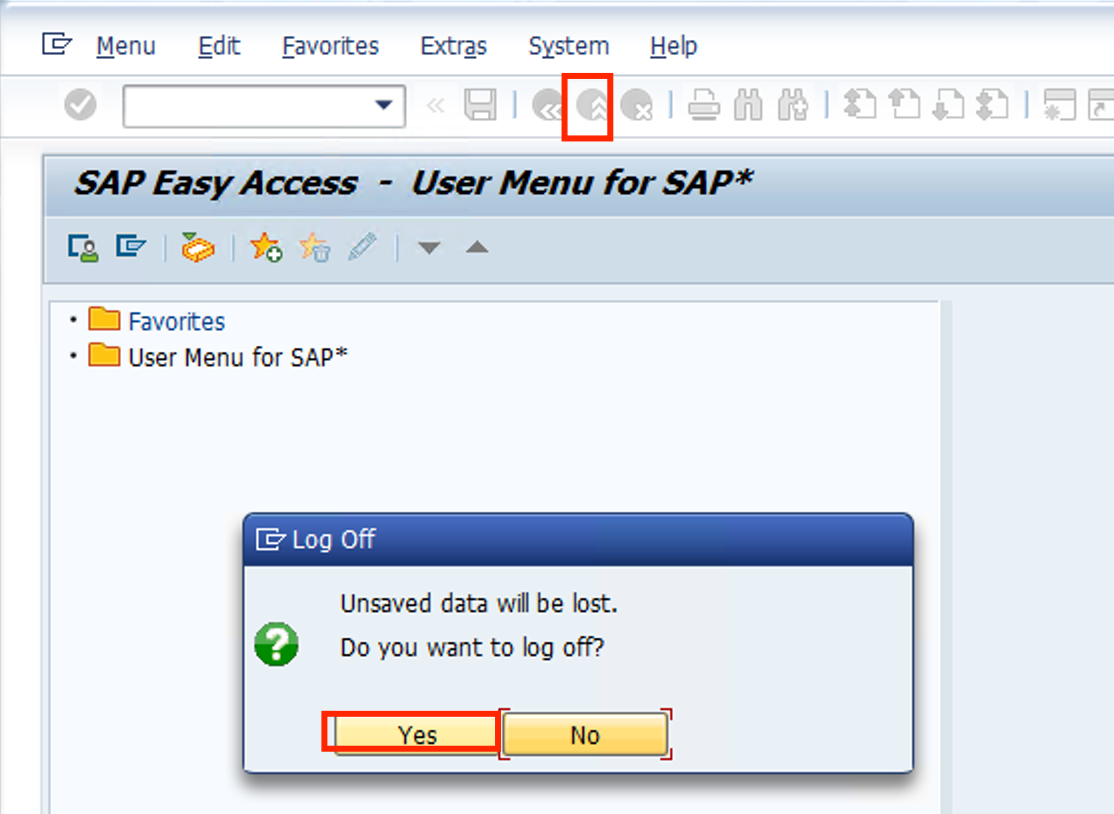 Menu Edit Favorites Extras System Help
SAP Easy Access - User Menu for SAP*
Favorites
User Menu for SAP*
Log Off
Unsaved data will be lost.
Do you want to log off?
Yes No